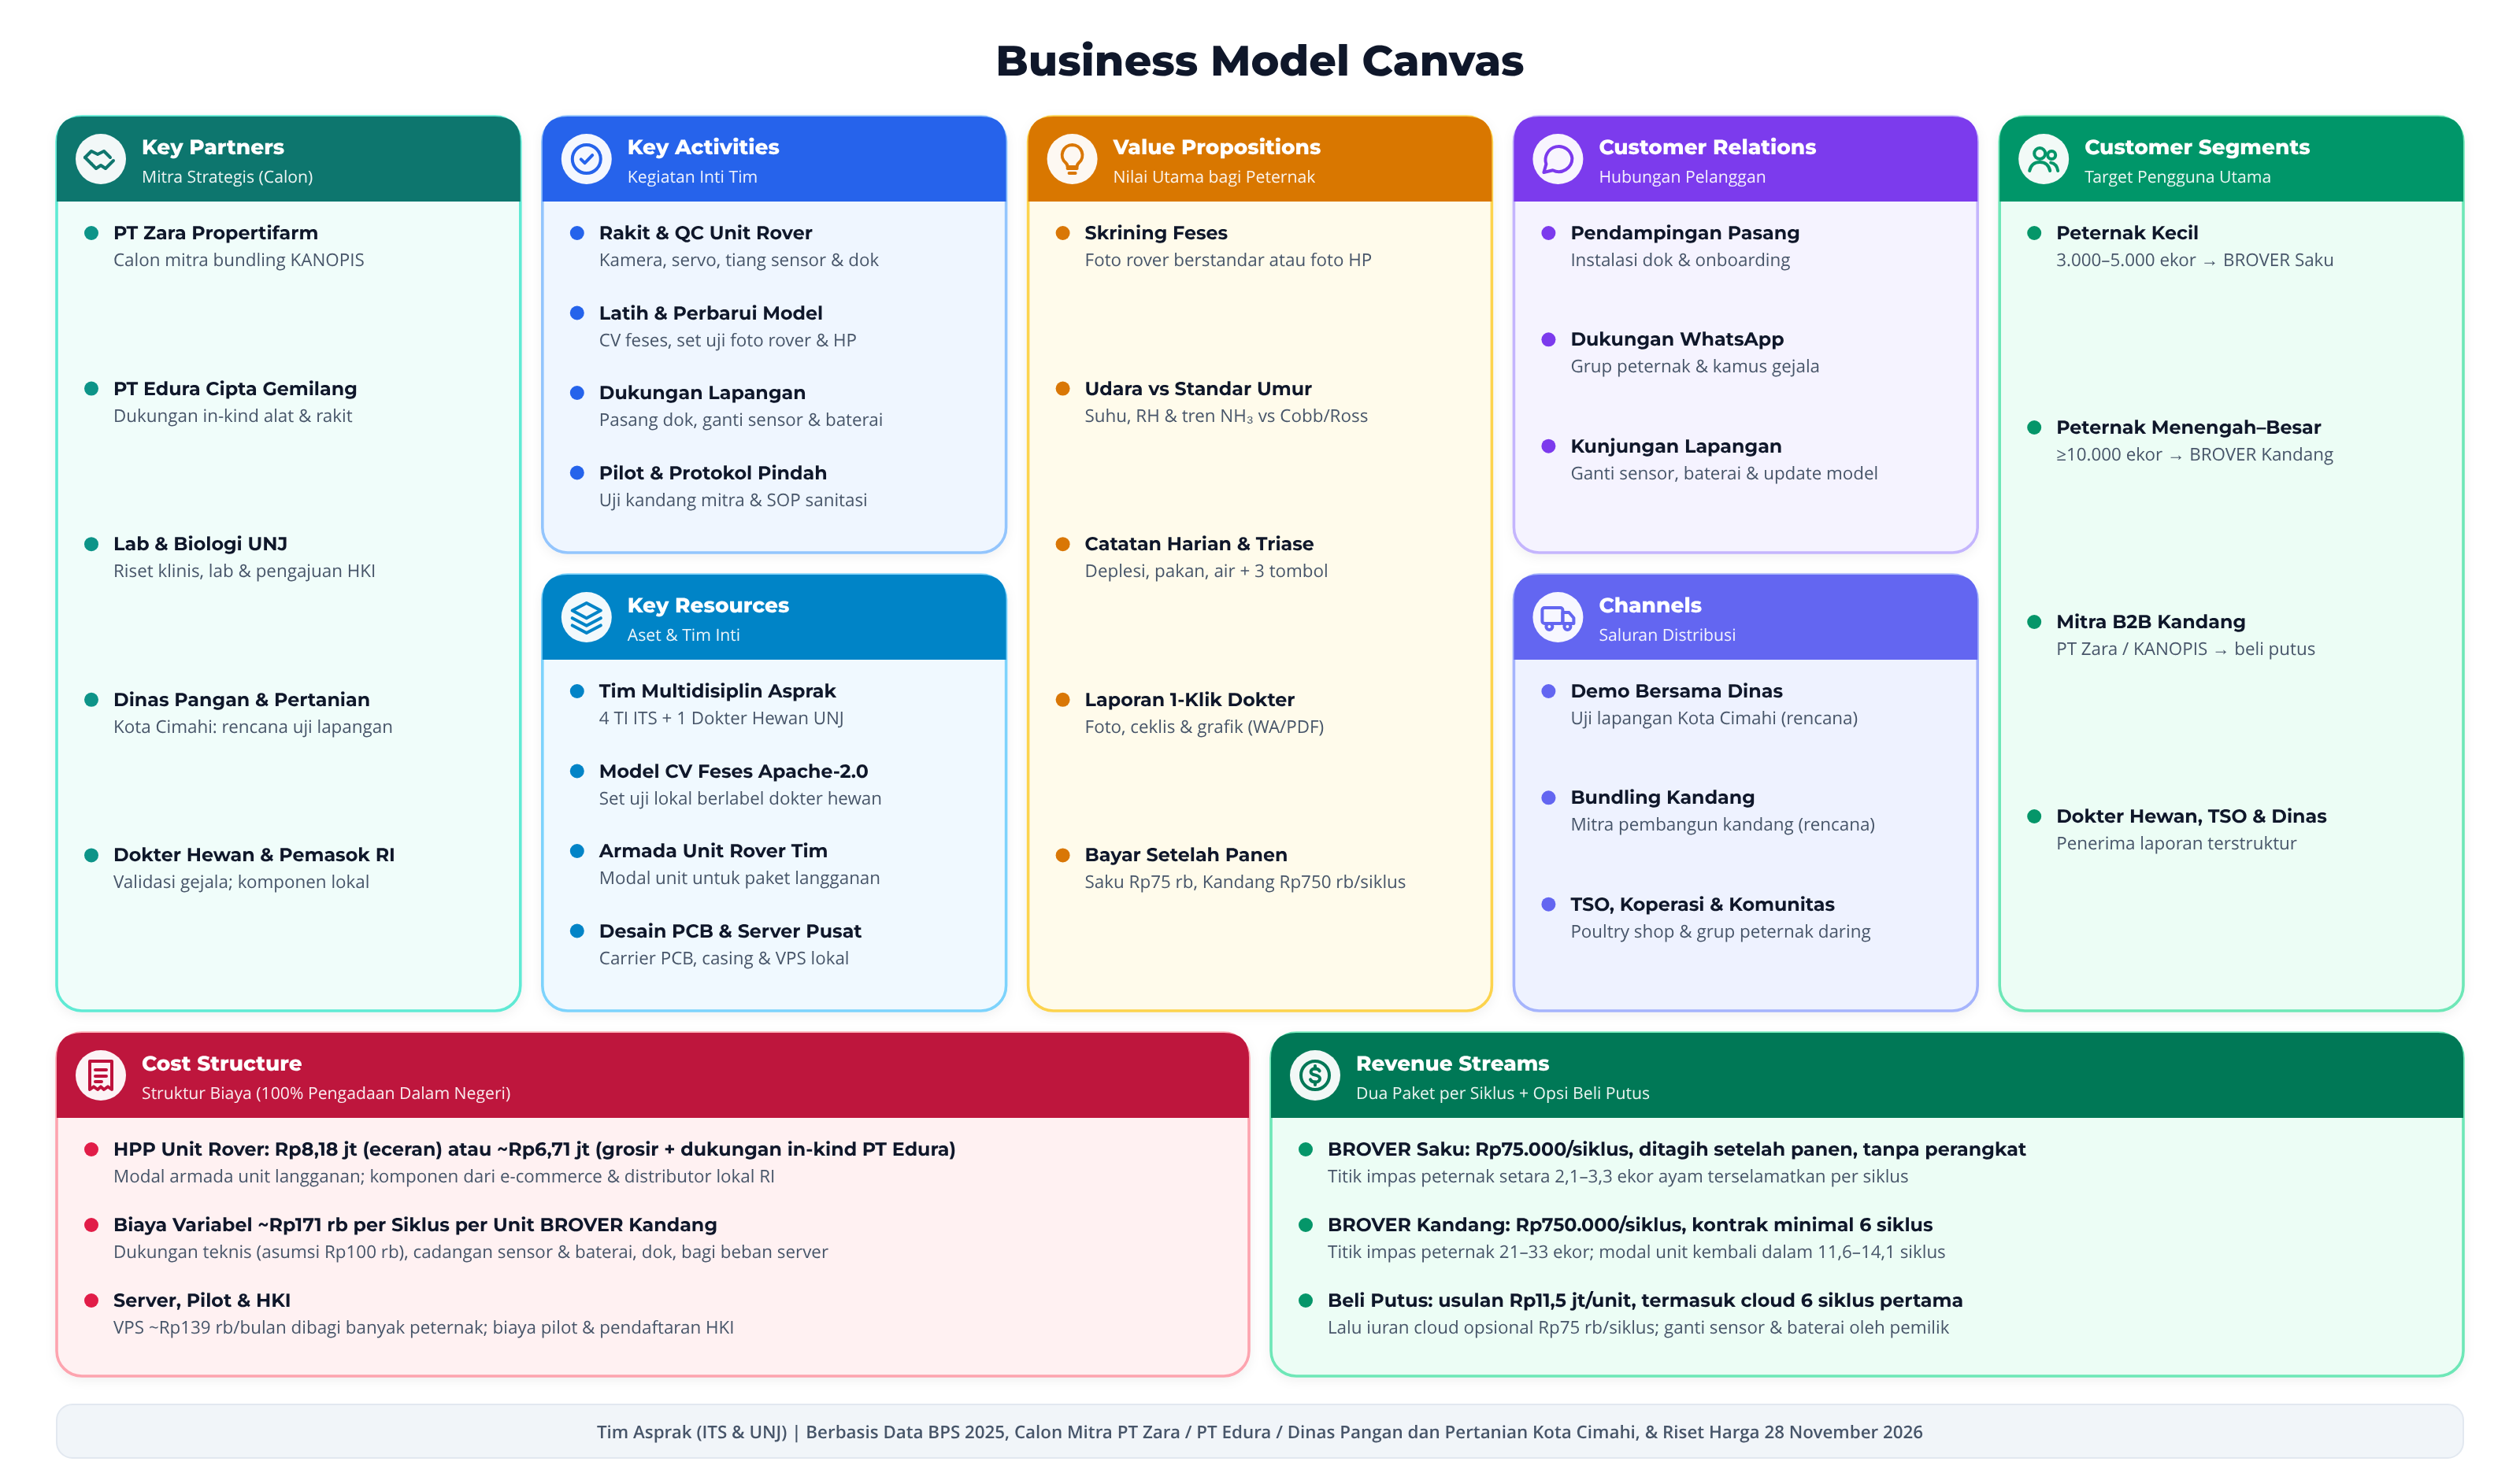 Business Model Canvas
Key Partners
Mitra Strategis (Calon)
PT Zara Propertifarm
Calon mitra bundling KANOPIS
PT Edura Cipta Gemilang
Dukungan in-kind alat & rakit
Lab & Biologi UNJ
Riset klinis, lab & pengajuan HKI
Dinas Pangan & Pertanian
Kota Cimahi: rencana uji lapangan
Dokter Hewan & Pemasok RI
Validasi gejala; komponen lokal
Key Activities
Kegiatan Inti Tim
Rakit & QC Unit Rover
Kamera, servo, tiang sensor & dok
Latih & Perbarui Model
CV feses, set uji foto rover & HP
Dukungan Lapangan
Pasang dok, ganti sensor & baterai
Pilot & Protokol Pindah
Uji kandang mitra & SOP sanitasi
Key Resources
Aset & Tim Inti
Tim Multidisiplin Asprak
4 TI ITS + 1 Dokter Hewan UNJ
Model CV Feses Apache-2.0
Set uji lokal berlabel dokter hewan
Armada Unit Rover Tim
Modal unit untuk paket langganan
Desain PCB & Server Pusat
Carrier PCB, casing & VPS lokal
Value Propositions
Nilai Utama bagi Peternak
Skrining Feses
Foto rover berstandar atau foto HP
Udara vs Standar Umur
Suhu, RH & tren NH₃ vs Cobb/Ross
Catatan Harian & Triase
Deplesi, pakan, air + 3 tombol
Laporan 1-Klik Dokter
Foto, ceklis & grafik (WA/PDF)
Bayar Setelah Panen
Saku Rp75 rb, Kandang Rp750 rb/siklus
Customer Relations
Hubungan Pelanggan
Pendampingan Pasang
Instalasi dok & onboarding
Dukungan WhatsApp
Grup peternak & kamus gejala
Kunjungan Lapangan
Ganti sensor, baterai & update model
Channels
Saluran Distribusi
Demo Bersama Dinas
Uji lapangan Kota Cimahi (rencana)
Bundling Kandang
Mitra pembangun kandang (rencana)
TSO, Koperasi & Komunitas
Poultry shop & grup peternak daring
Customer Segments
Target Pengguna Utama
Peternak Kecil
3.000–5.000 ekor → BROVER Saku
Peternak Menengah–Besar
≥10.000 ekor → BROVER Kandang
Mitra B2B Kandang
PT Zara / KANOPIS → beli putus
Dokter Hewan, TSO & Dinas
Penerima laporan terstruktur
Cost Structure
Struktur Biaya (100% Pengadaan Dalam Negeri)
HPP Unit Rover: Rp8,18 jt (eceran) atau ~Rp6,71 jt (grosir + dukungan in-kind PT Edura)
Modal armada unit langganan; komponen dari e-commerce & distributor lokal RI
Biaya Variabel ~Rp171 rb per Siklus per Unit BROVER Kandang
Dukungan teknis (asumsi Rp100 rb), cadangan sensor & baterai, dok, bagi beban server
Server, Pilot & HKI
VPS ~Rp139 rb/bulan dibagi banyak peternak; biaya pilot & pendaftaran HKI
Revenue Streams
Dua Paket per Siklus + Opsi Beli Putus
BROVER Saku: Rp75.000/siklus, ditagih setelah panen, tanpa perangkat
Titik impas peternak setara 2,1–3,3 ekor ayam terselamatkan per siklus
BROVER Kandang: Rp750.000/siklus, kontrak minimal 6 siklus
Titik impas peternak 21–33 ekor; modal unit kembali dalam 11,6–14,1 siklus
Beli Putus: usulan Rp11,5 jt/unit, termasuk cloud 6 siklus pertama
Lalu iuran cloud opsional Rp75 rb/siklus; ganti sensor & baterai oleh pemilik
Tim Asprak (ITS & UNJ) | Berbasis Data BPS 2025, Calon Mitra PT Zara / PT Edura / Dinas Pangan dan Pertanian Kota Cimahi, & Riset Harga 28 November 2026